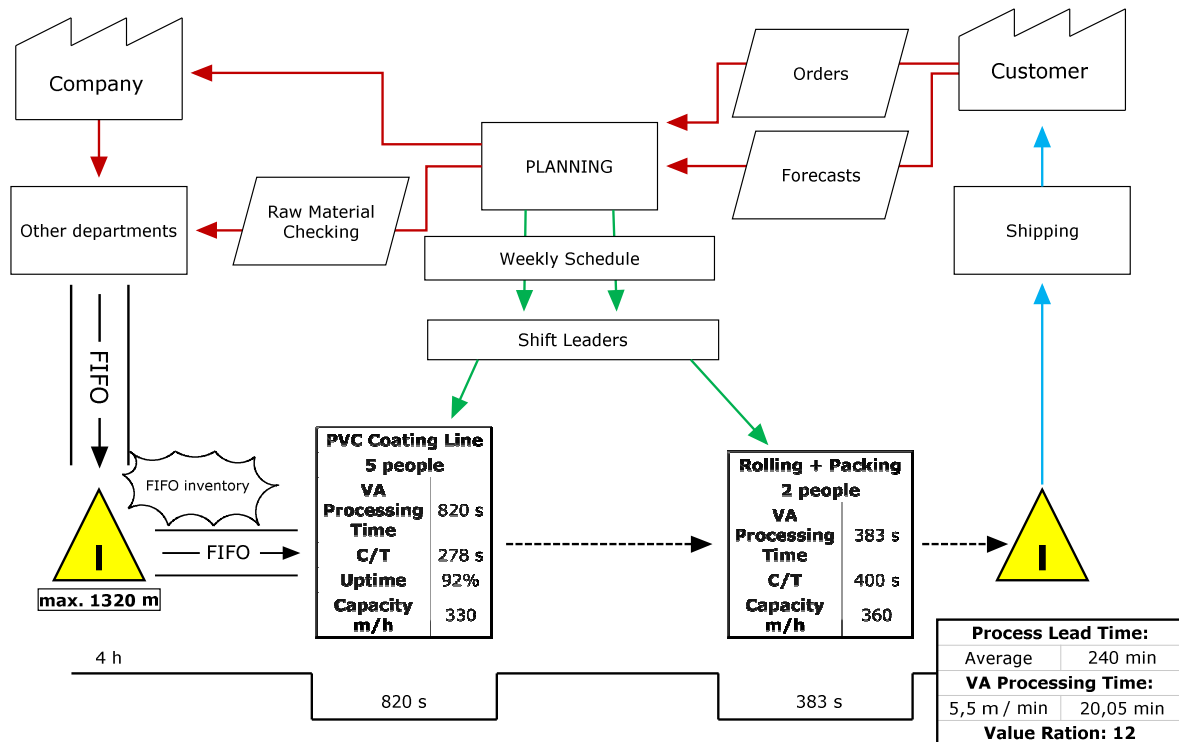 Company
Orders
Customer
PLANNING
Forecasts
Other departments
Raw Material
Checking
Shipping
Weekly Schedule
Shift Leaders
FIFO
FIFO inventory
I
max. 1320 m
FIFO
PVC Coating Line
5 people
VA
Processing
Time
820 s
C/T
278 s
Uptime
92%
Capacity
m/h
330
Rolling + Packing
2 people
VA
Processing
Time
383 s
C/T
400 s
Capacity
m/h
360
I
4 h
820 s
383 s
Process Lead Time:
Average
240 min
VA Processing Time:
5,5 m / min
20,05 min
Value Ration: 12